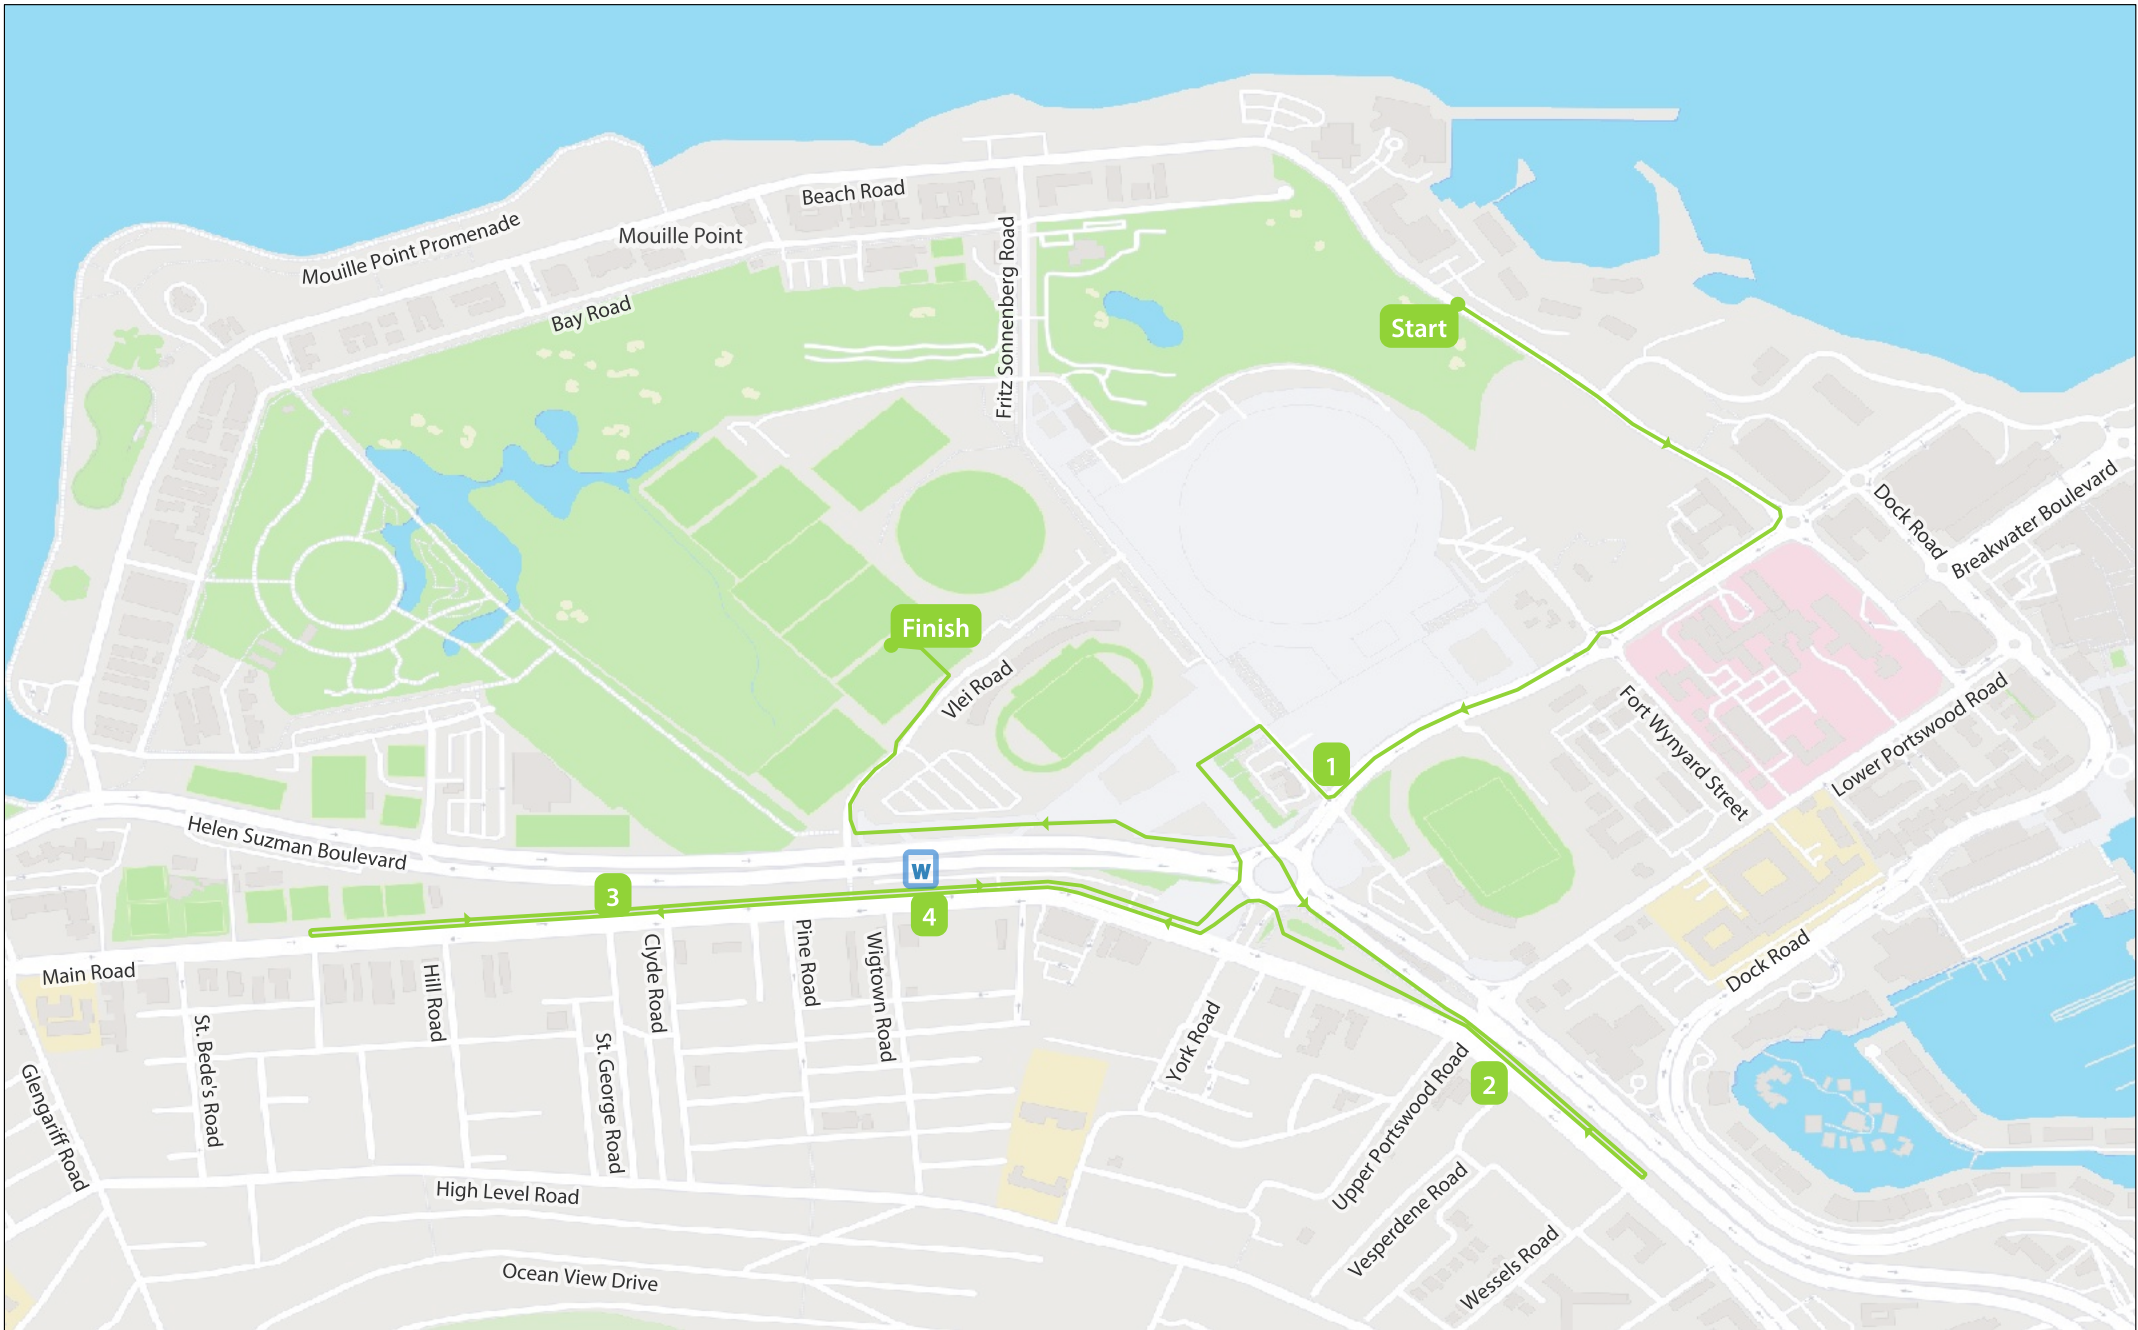 Beach Road
Mouille Point Promenade
Mouille Point
Bay Road
Fritz Sonnenberg Road
Start
Dock Road
Breakwater Boulevard
Finish
Vlei Road
Fort Wynyard Street
Lower Portswood Road
1
Helen Suzman Boulevard
W
3
4
Main Road
Hill Road
Clyde Road
Pine Road
Wigtown Road
Dock Road
St. Bede's Road
St. George Road
York Road
Upper Portswood Road
2
Glengariff Road
High Level Road
Vesperdene Road
Wessels Road
Ocean View Drive